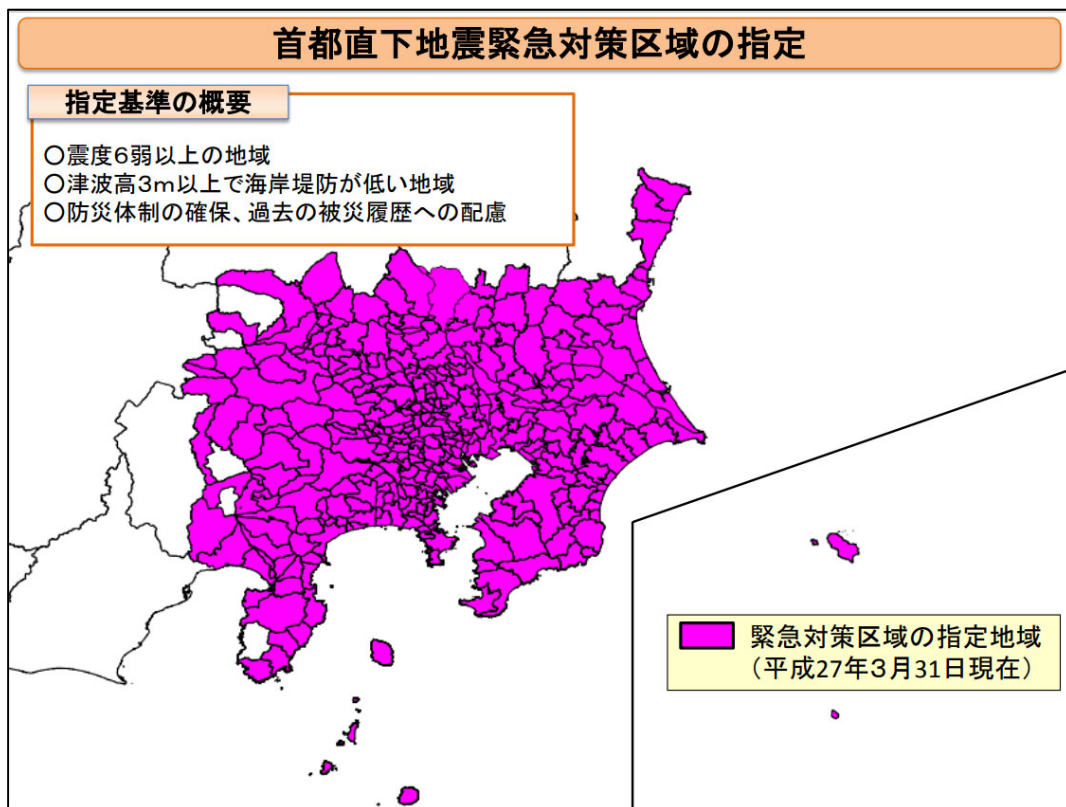 首都直下地震緊急対策区域の指定
指定基準の概要
○震度6弱以上の地域
○津波高3m以上で海岸堤防が低い地域
○防災体制の確保、過去の被災履歴への配慮
緊急対策区域の指定地域
（平成27年3月31日現在）